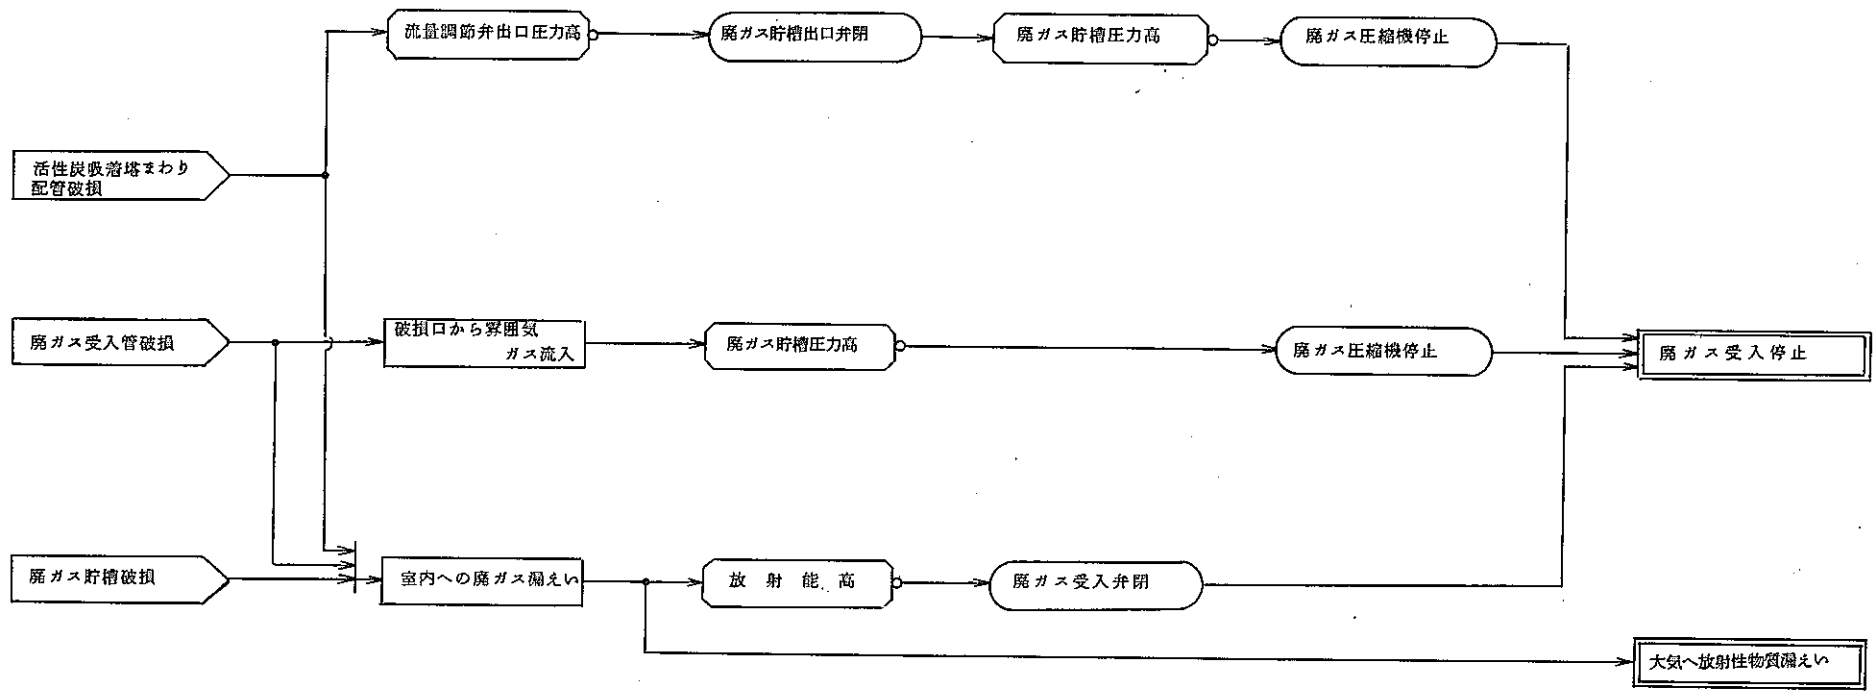 流量調節弁出口圧力高
廃ガス貯槽出口弁閉
廃ガス貯槽圧力高
廃ガス圧縮機停止
活性炭吸着塔まわり
配管破損
廃ガス受入管破損
破損口から雰囲気
ガス流入
廃ガス貯槽圧力高
廃ガス圧縮機停止
廃ガス受入停止
廃ガス貯槽破損
室内への廃ガス漏えい
放射能高
廃ガス受入弁閉
大気へ放射性物質漏えい